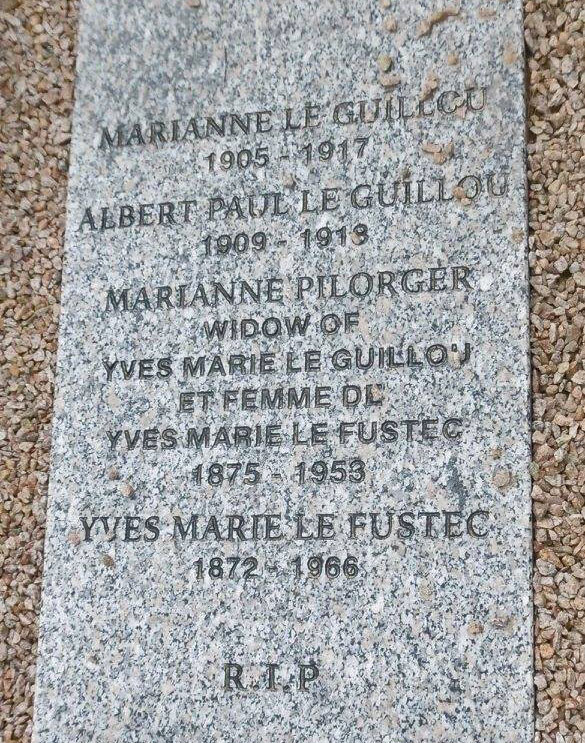 MARIANNE LE GUILLOU
1905 - 1917
ALBERT PAUL LE GUILLOU
1909 - 1913
MARIANNE PILORGER
WIDOW OF
YVES MARIE LE GUILLOU
ET FEMME DE
YVES MARIE LE FUSTEC
1875 - 1953
YVES MARIE LE FUSTEC
1872 - 1966
R.I.P